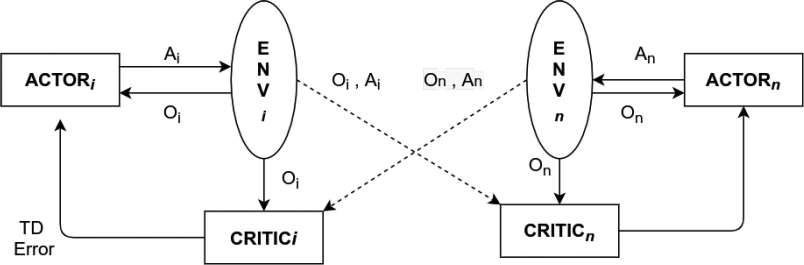 ACTORi
Ai
Oi
E
N
V
i
Oi , Ai
On , An
E
N
V
n
An
On
ACTORn
Oi
On
TD
Error
CRITICi
CRITICn